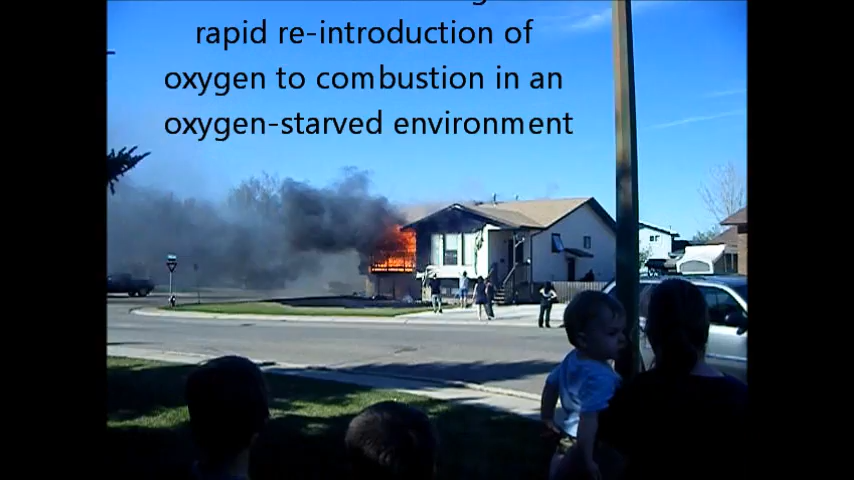 rapid re-introduction of
oxygen to combustion in an
oxygen-starved environment